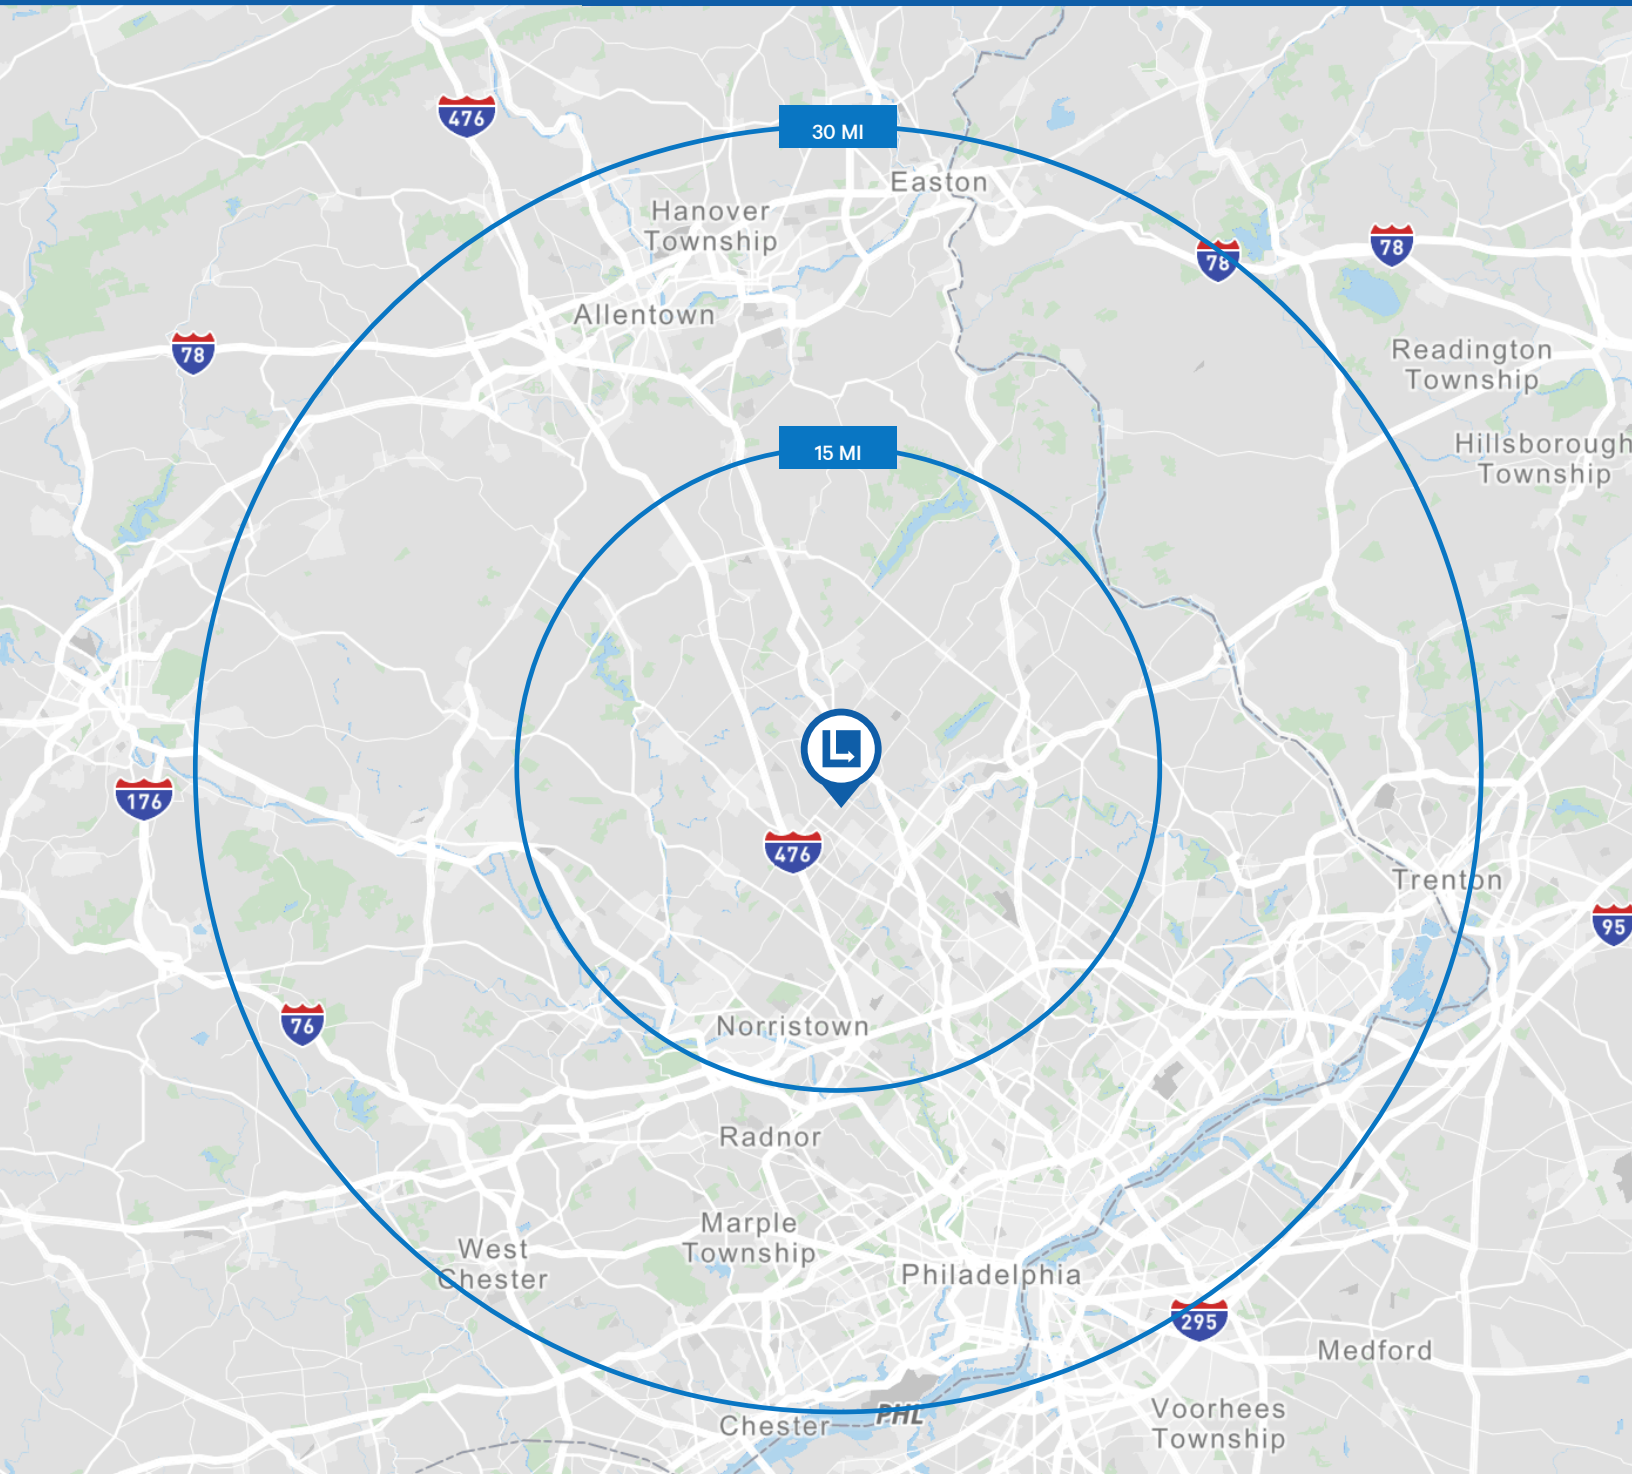 476
30 MI
Easton
Hanover
Township
78
78
Allentown
78
Readington
Township
15 MI
Hillsborough
Township
L
476
176
Trenton
95
76
Norristown
Radnor
Marple
Township
West
Chester
Philadelphia
295
Medford
PHL
Chester
Voorhees
Township